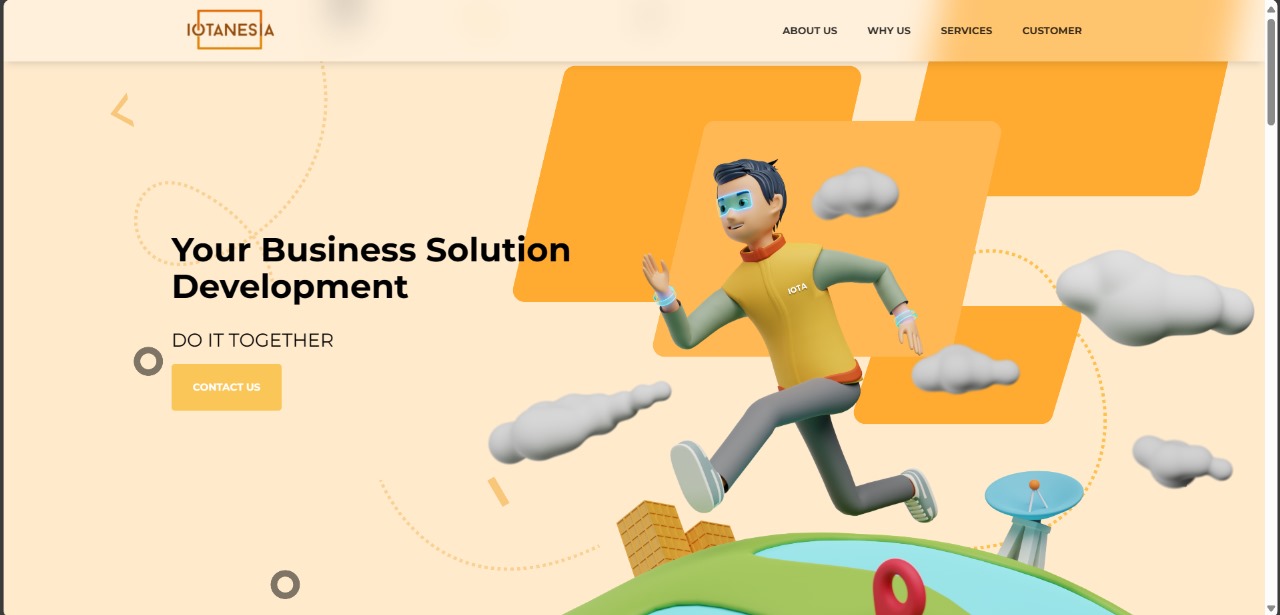 IOTANESIA
ABOUT US
WHY US
SERVICES
CUSTOMER
Your Business Solution
Development
DO IT TOGETHER
CONTACT US
IOTA